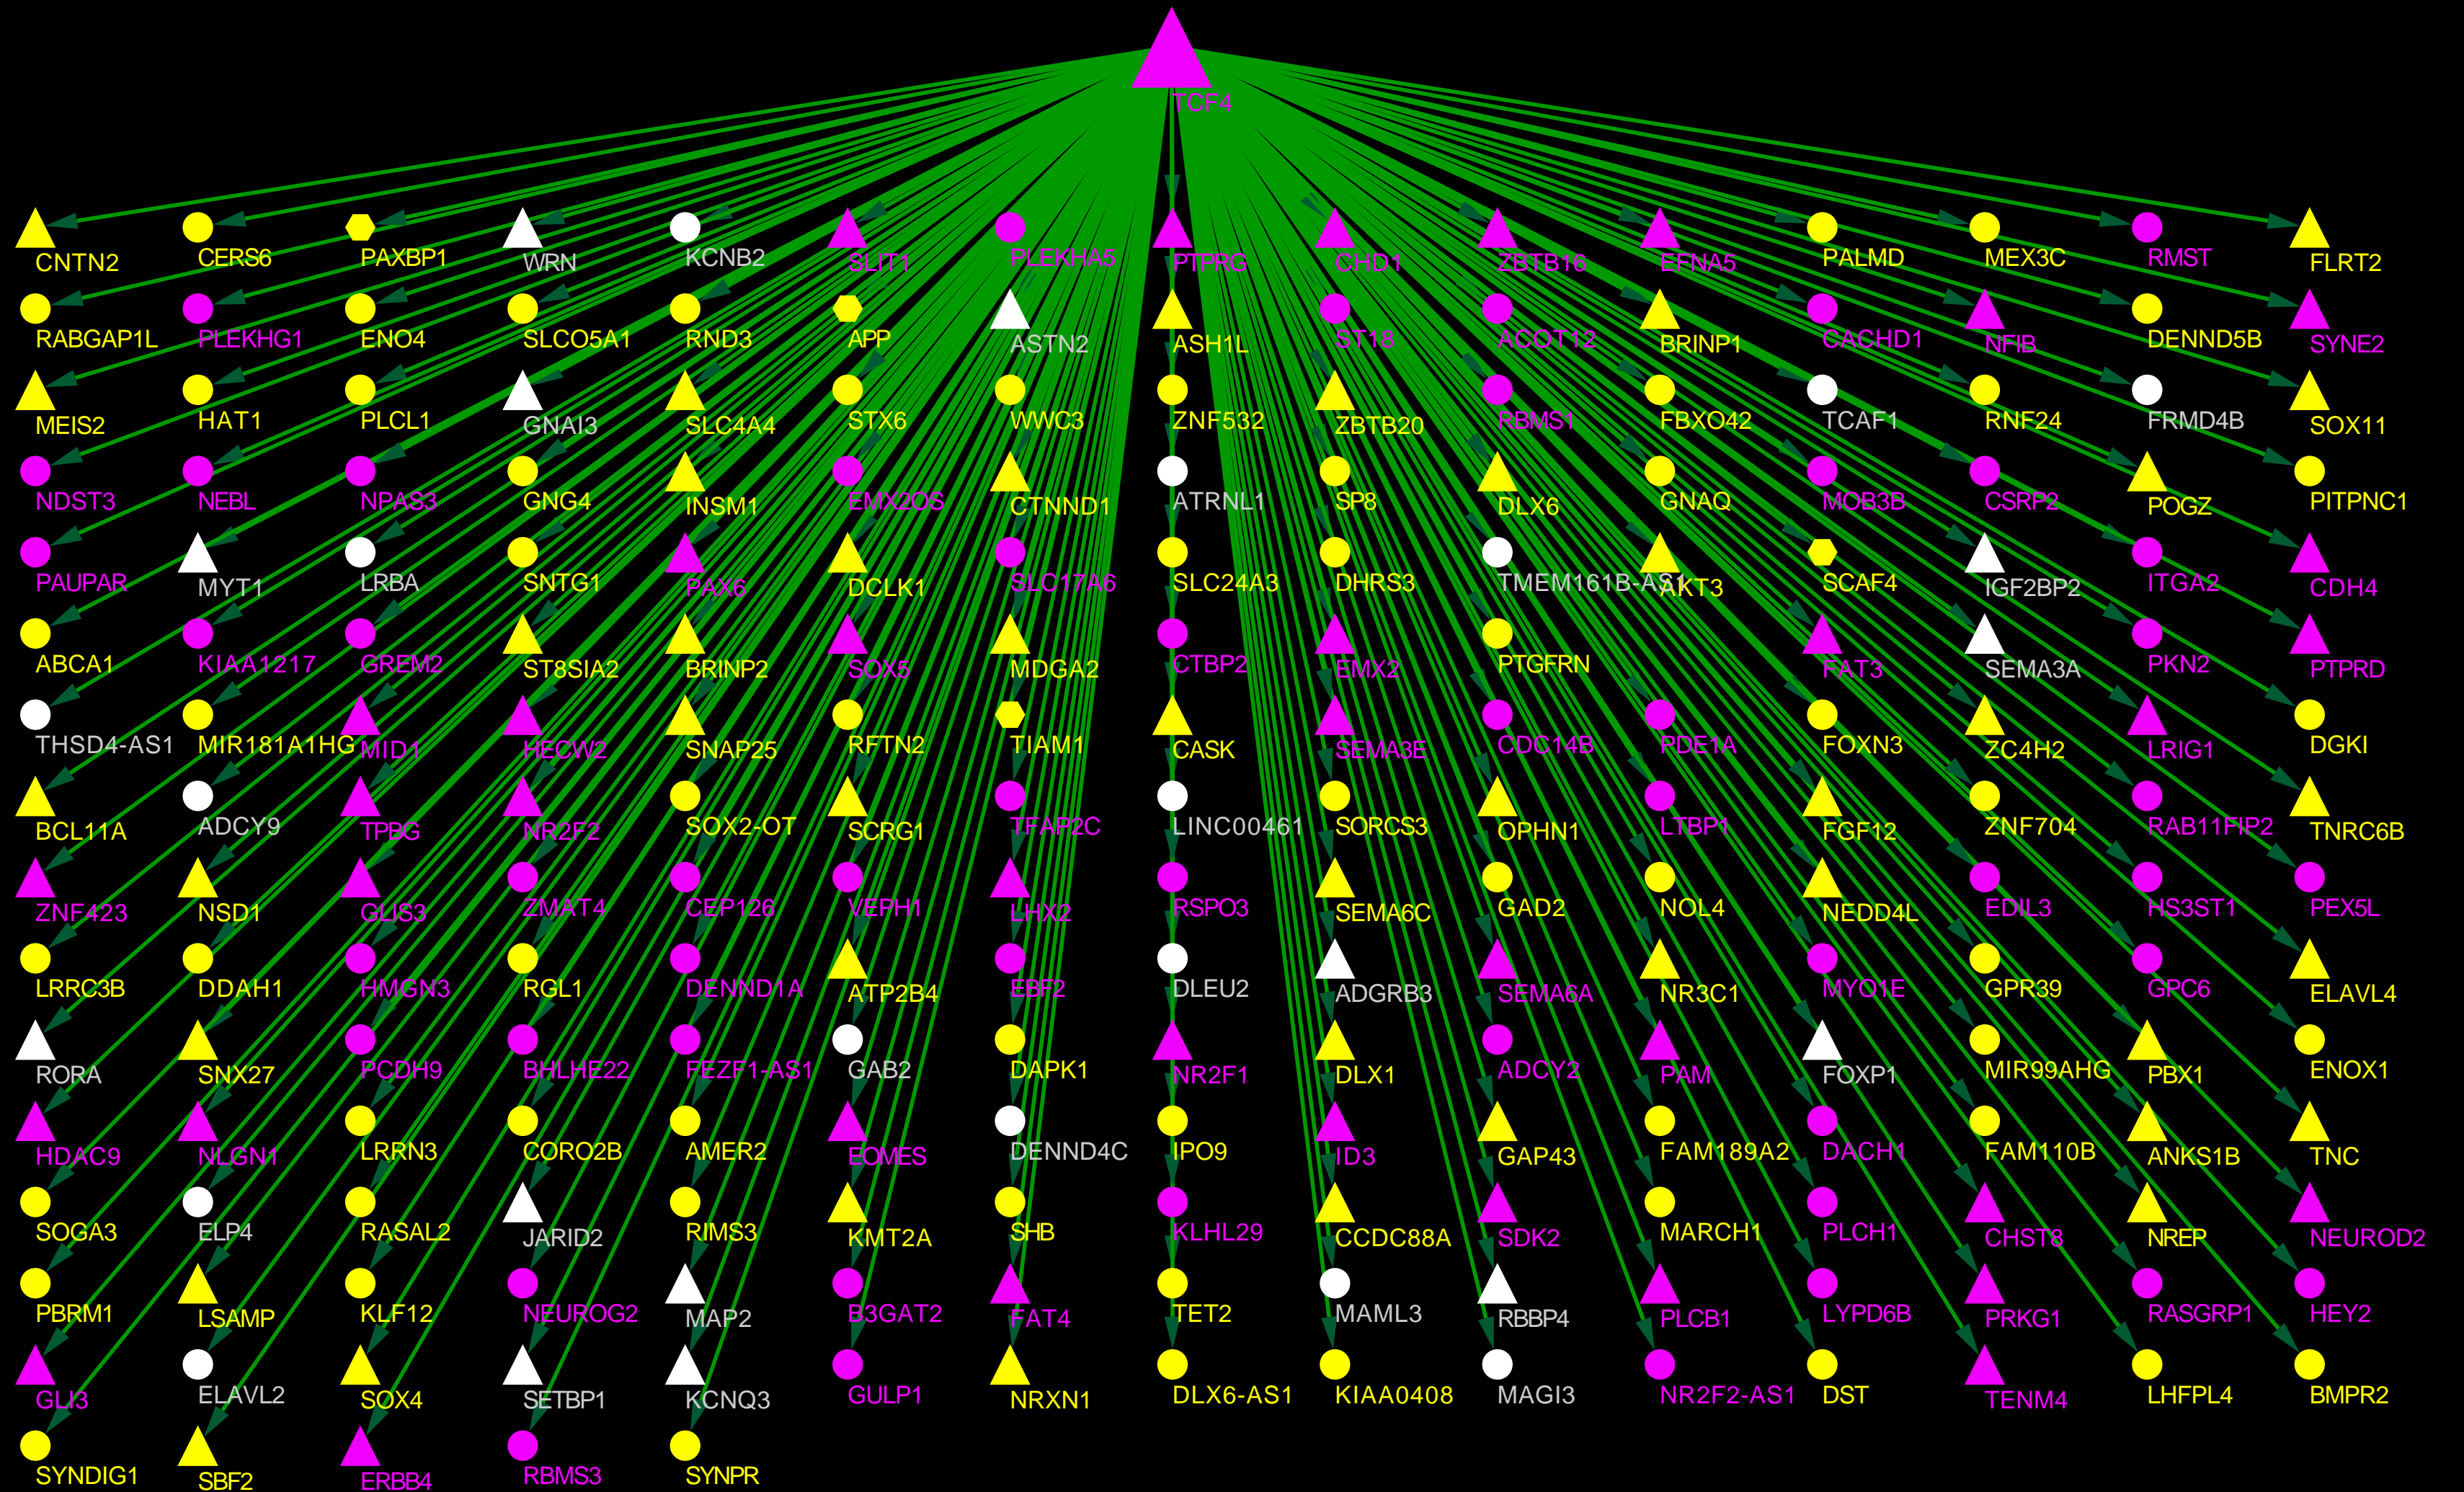 TCF4
CNTN2 CERS6 PAXBP1 WRN KCNB2 SLIT1 PLEKHA5 PTPRG CHD1 ZBTB16 EFNA5 PALMD MEX3C RMST FLRT2
RABGAP1L PLEKHG1 ENO4 SLCO5A1 RND3 APP ASTN2 ASH1L ST18 ACOT12 BRINP1 CACHD1 NFIB DENND5B SYNE2
MEIS2 HAT1 PLCL1 GNAI3 SLC4A4 STX6 WWC3 ZNF532 ZBTB20 RBMS1 FBXO42 TCAF1 RNF24 FRMD4B SOX11
NDST3 NEBL NPAS3 GNG4 INSM1 EMX2OS CTNND1 ATRNL1 SP8 DLX6 GNAQ MOB3B CSRP2 POGZ PITPNC1
PAUPAR MYT1 LRBA SNTG1 PAX6 DCLK1 SLC17A6 SLC24A3 DHRS3 TMEM161B-AS1 AKT3 SCAF4 IGF2BP2 ITGA2 CDH4
ABCA1 KIAA1217 GREM2 ST8SIA2 BRINP2 SOX5 MDGA2 CTBP2 EMX2 PTGFRN FAT3 SEMA3A PKN2 PTPRD
THSD4-AS1 MIR181A1HG MID1 HECW2 SNAP25 RFTN2 TIAM1 CASK SEMA3E CDC14B PDE1A FOXN3 ZC4H2 LRIG1 DGKI
BCL11A ADCY9 TPBG NR2F2 SOX2-OT SCRG1 TFAP2C LINC00461 SORCS3 OPHN1 LTBP1 FGF12 ZNF704 RAB11FIP2 TNRC6B
ZNF423 NSD1 GLIS3 ZMAT4 CEP126 VEPH1 LHX2 RSPO3 SEMA6C GAD2 NOL4 NEDD4L EDIL3 HS3ST1 PEX5L
LRRC3B DDAH1 HMGN3 RGL1 DENND1A ATP2B4 EBF2 DLEU2 ADGRB3 SEMA6A NR3C1 MYO1E GPR39 GPC6 ELAVL4
RORA SNX27 PCDH9 BHLHE22 FEZF1-AS1 GAB2 DAPK1 NR2F1 DLX1 ADCY2 PAM FOXP1 MIR99AHG PBX1 ENOX1
HDAC9 NLGN1 LRRN3 CORO2B AMER2 EOMES DENND4C IPO9 ID3 GAP43 FAM189A2 DACH1 FAM110B ANKS1B TNC
SOGA3 ELP4 RASAL2 JARID2 RIMS3 KMT2A SHB KLHL29 CCDC88A SDK2 MARCH1 PLCH1 CHST8 NREP NEUROD2
PBRM1 LSAMP KLF12 NEUROG2 MAP2 B3GAT2 FAT4 TET2 MAML3 RBBP4 PLCB1 LYPD6B PRKG1 RASGRP1 HEY2
GLI3 ELAVL2 SOX4 SETBP1 KCNQ3 GULP1 NRXN1 DLX6-AS1 KIAA0408 MAGI3 NR2F2-AS1 DST TENM4 LHFPL4 BMPR2
SYNDIG1 SBF2 ERBB4 RBMS3 SYNPR